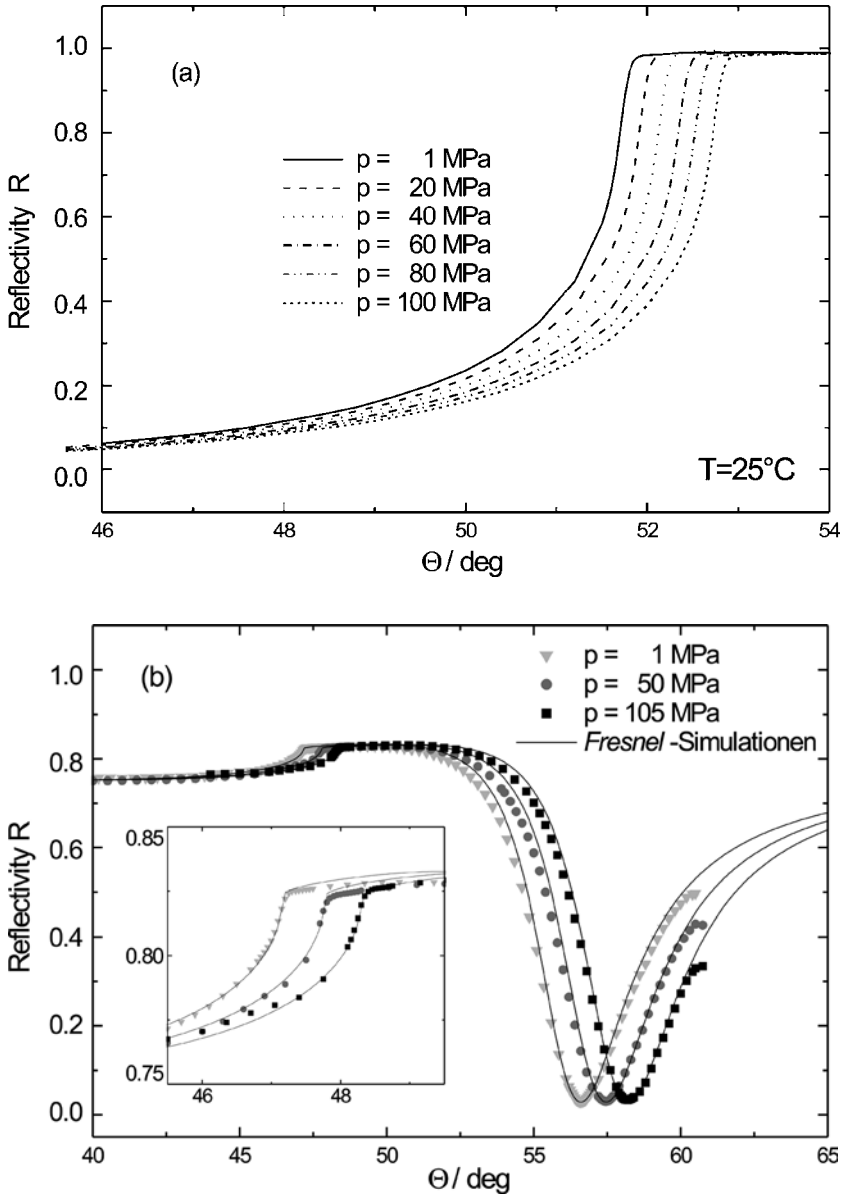 1.0
(a)
0.8
p = 1 MPa
p = 20 MPa
p = 40 MPa
p = 60 MPa
p = 80 MPa
p = 100 MPa
0.6
0.4
0.2
0.0
Reflectivity R
T=25°C
46 48 50 52 54
Θ / deg
1.0
(b)
p = 1 MPa
p = 50 MPa
p = 105 MPa
Fresnel -Simulationen
0.8
0.6
0.4
0.2
0.0
Reflectivity R
0.85
0.80
0.75
46 48
40 45 50 55 60 65
Θ / deg